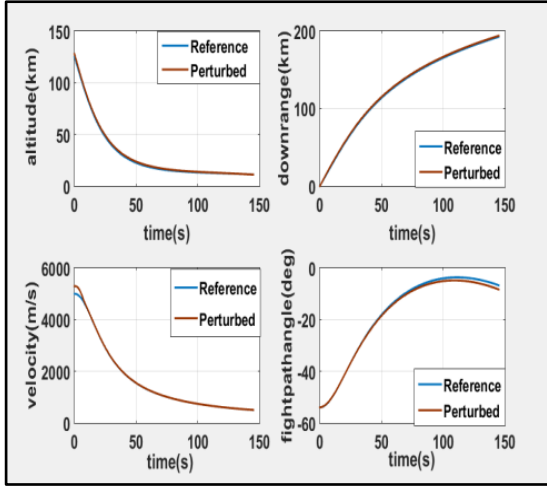 150
100
50
0
altitude(km)
Reference
Perturbed
0 50 100 150
time(s)
200
100
0
downrange(km)
Reference
Perturbed
0 50 100 150
time(s)
6000
4000
2000
0
velocity(m/s)
Reference
Perturbed
0 50 100 150
time(s)
0
-20
-40
-60
fightpathangle(deg)
Reference
Perturbed
0 50 100 150
time(s)